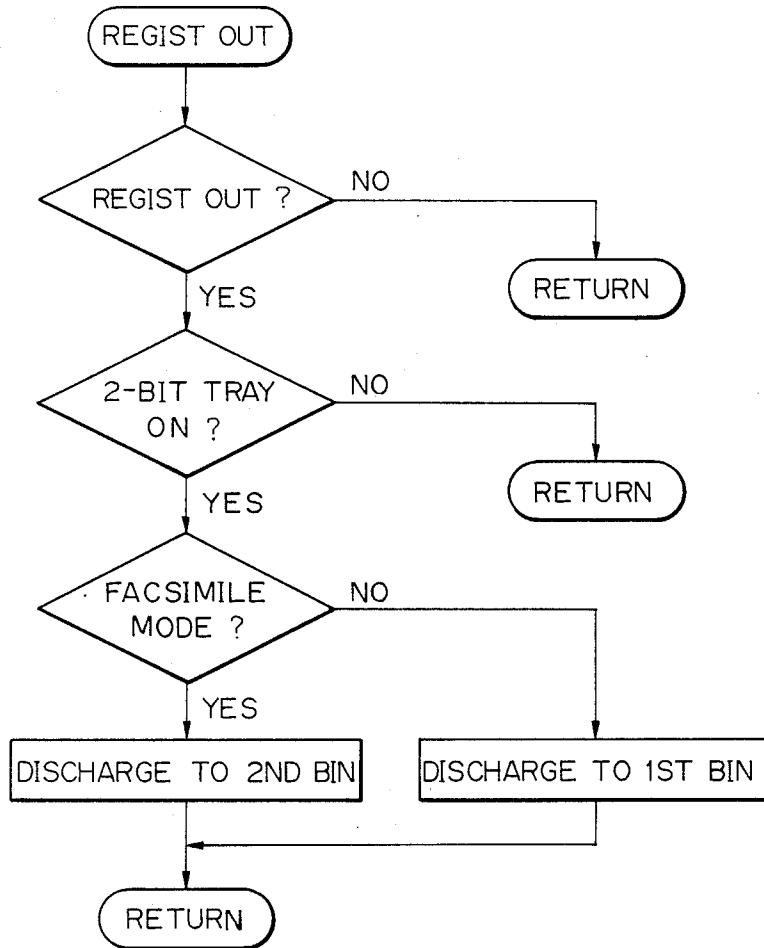 REGIST OUT
REGIST OUT ?
NO
RETURN
YES
2-BIT TRAY
ON ?
NO
RETURN
YES
FACSIMILE
MODE ?
NO
YES
DISCHARGE TO 2ND BIN
DISCHARGE TO 1ST BIN
RETURN